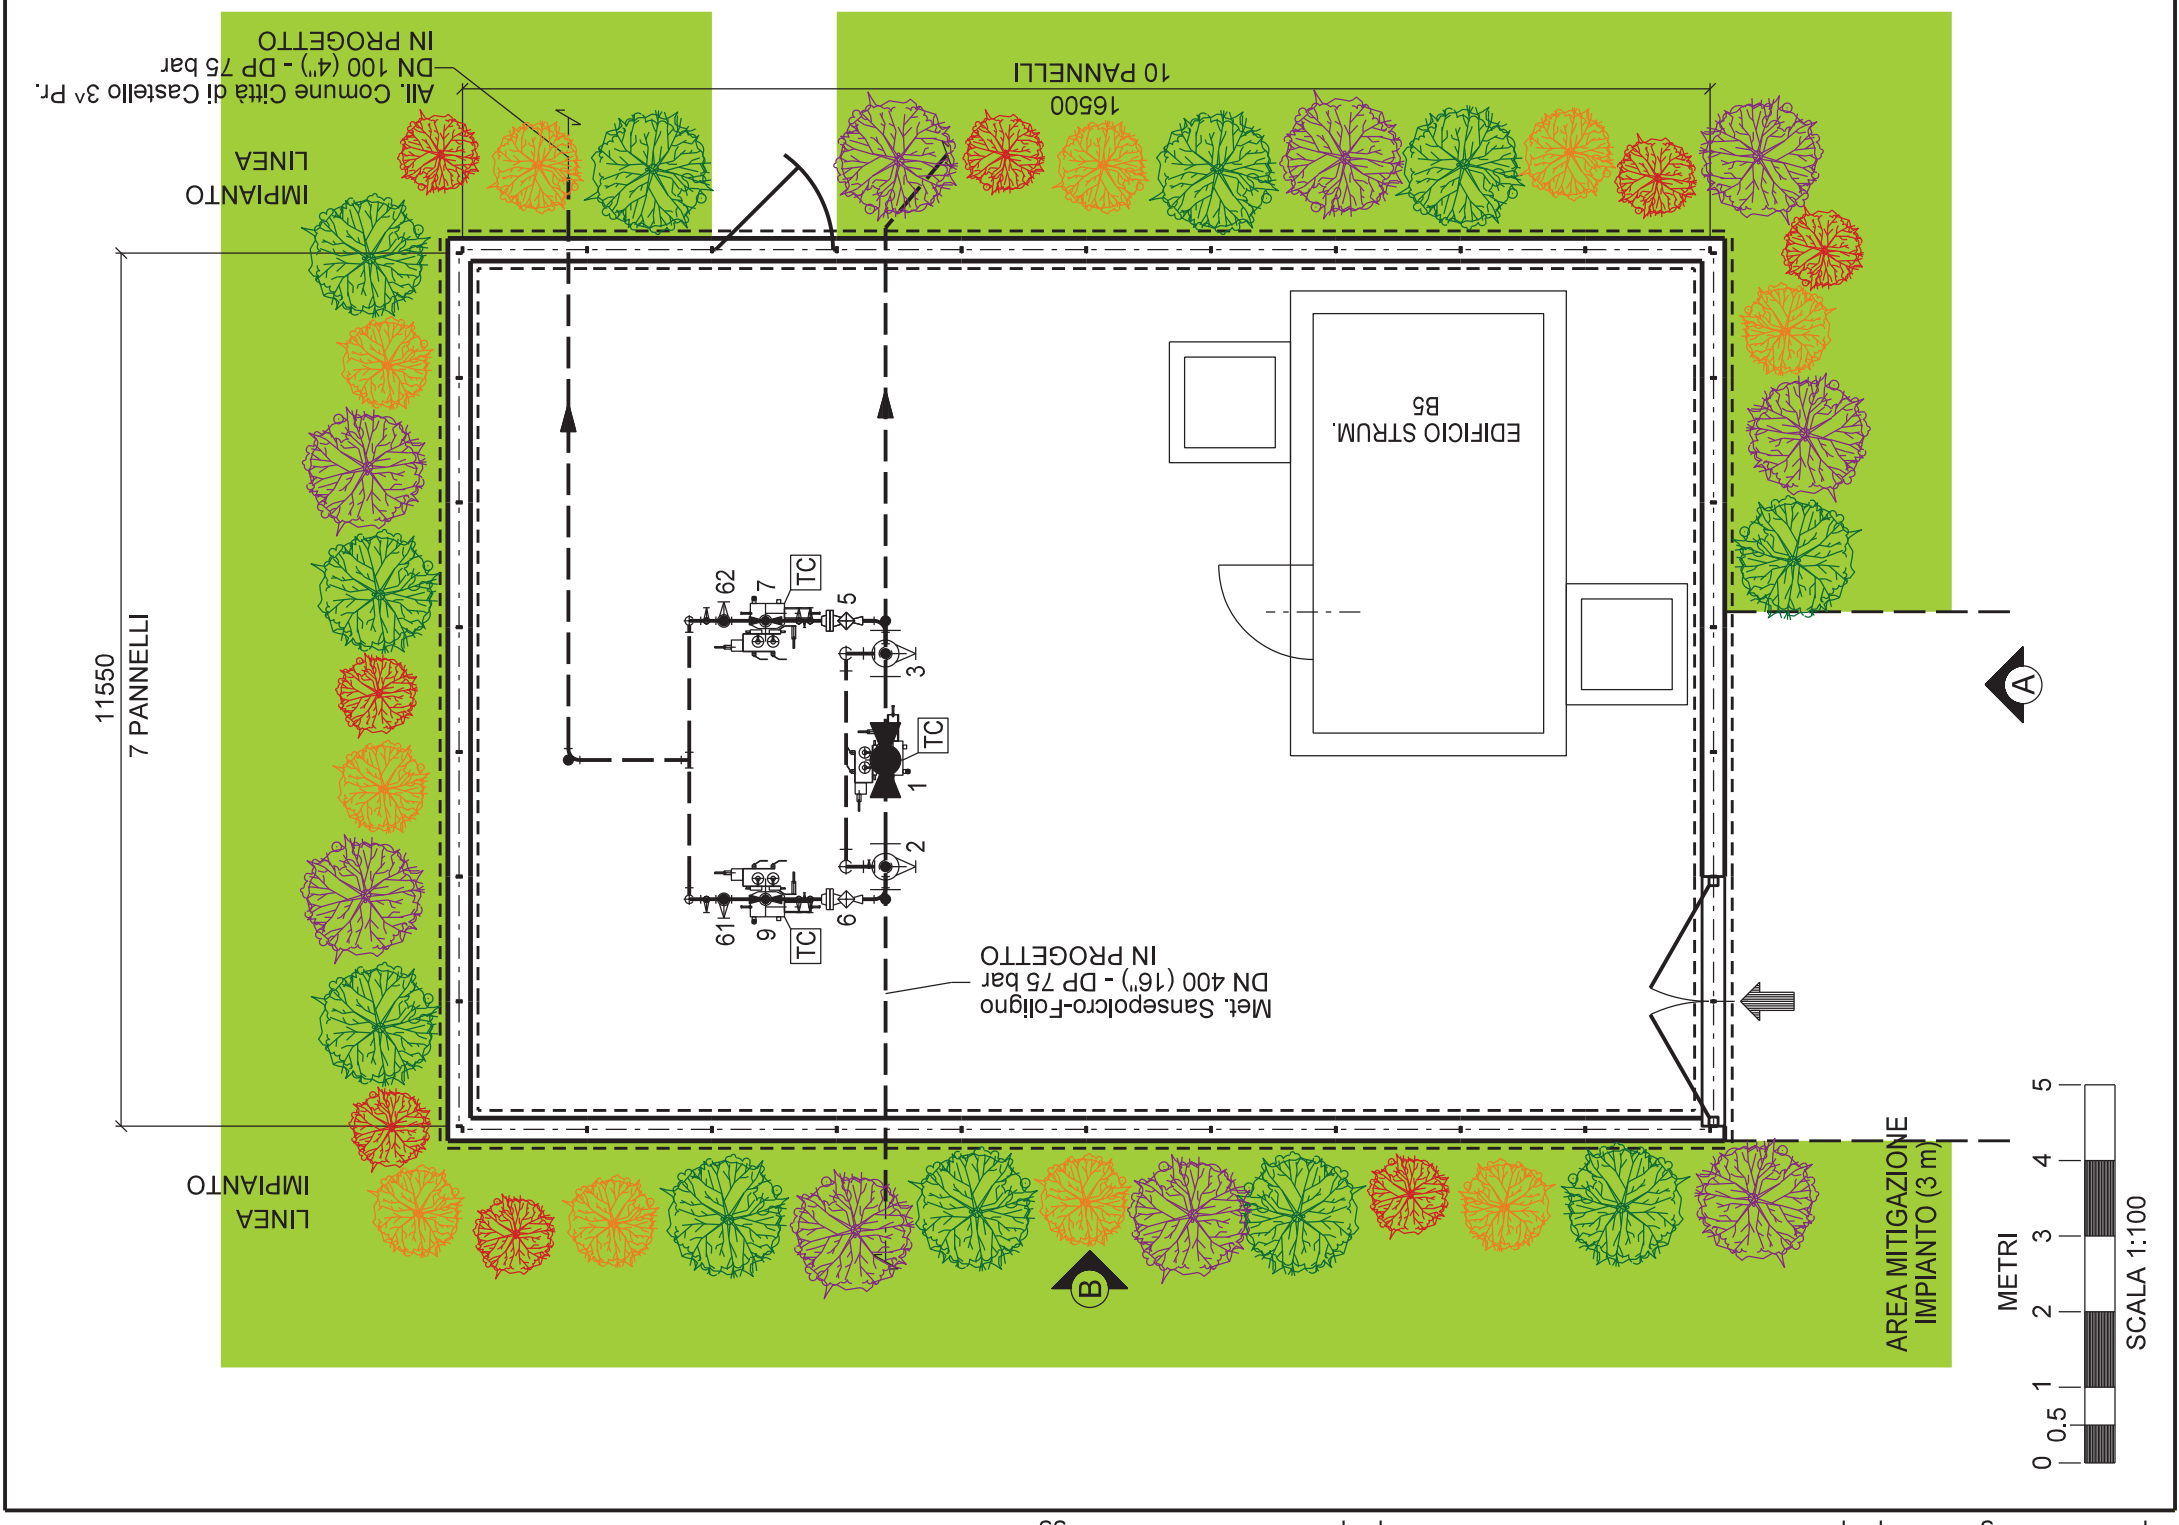 All. Comune Città di Castello 3^ Pr.
DN 100 (4") - DP 75 bar
IN PROGETTO
16500
10 PANNELLI
IMPIANTO
LINEA
11550
7 PANNELLI
EDIFICIO STRUM.
B5
62
7
TC
5
3
TC
1
2
61
9
TC
6
Met. Sansepolcro-Foligno
DN 400 (16") - DP 75 bar
IN PROGETTO
A
B
LINEA
IMPIANTO
AREA MITIGAZIONE
IMPIANTO (3 m)
METRI
0 0.5 1 2 3 4 5
SCALA 1:100